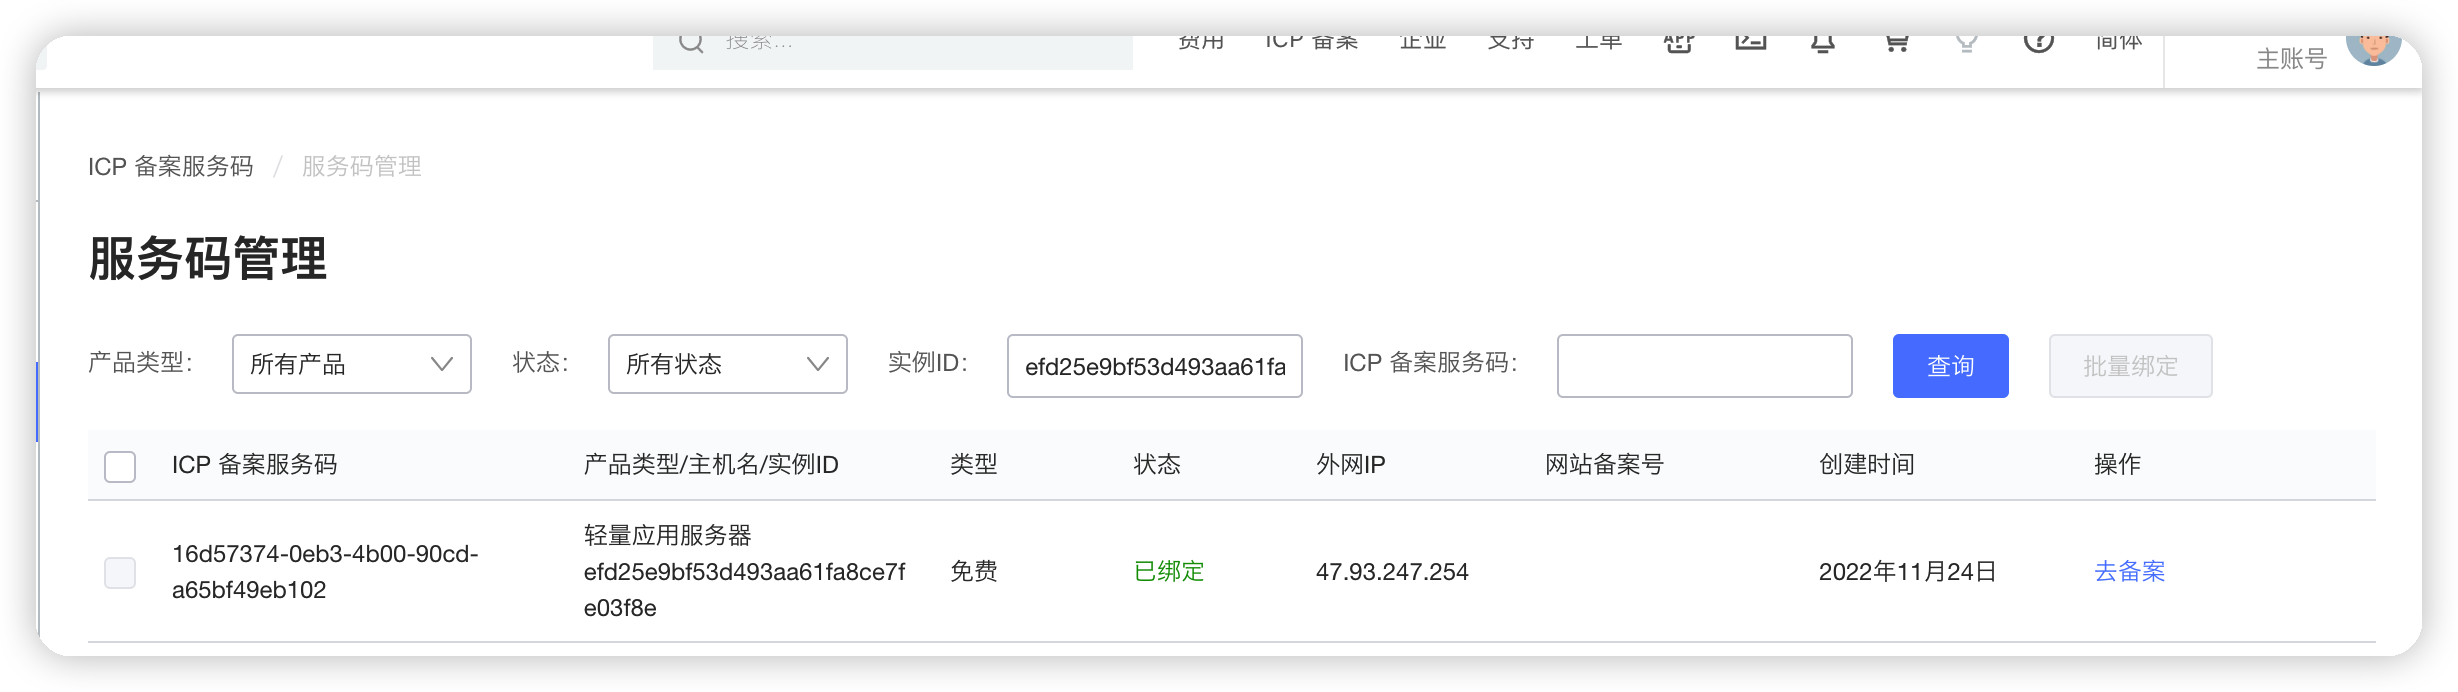 搜索...
费用 ICP 备案 企业 支持 工单 APP 简体
主账号
ICP 备案服务码 / 服务码管理
服务码管理
产品类型: 所有产品 状态: 所有状态 实例ID: efd25e9bf53d493aa61fa ICP 备案服务码: 查询 批量绑定
ICP 备案服务码 产品类型/主机名/实例ID 类型 状态 外网IP 网站备案号 创建时间 操作
16d57374-0eb3-4b00-90cd-
a65bf49eb102
轻量应用服务器
efd25e9bf53d493aa61fa8ce7f
e03f8e
免费 已绑定 47.93.247.254 2022年11月24日 去备案